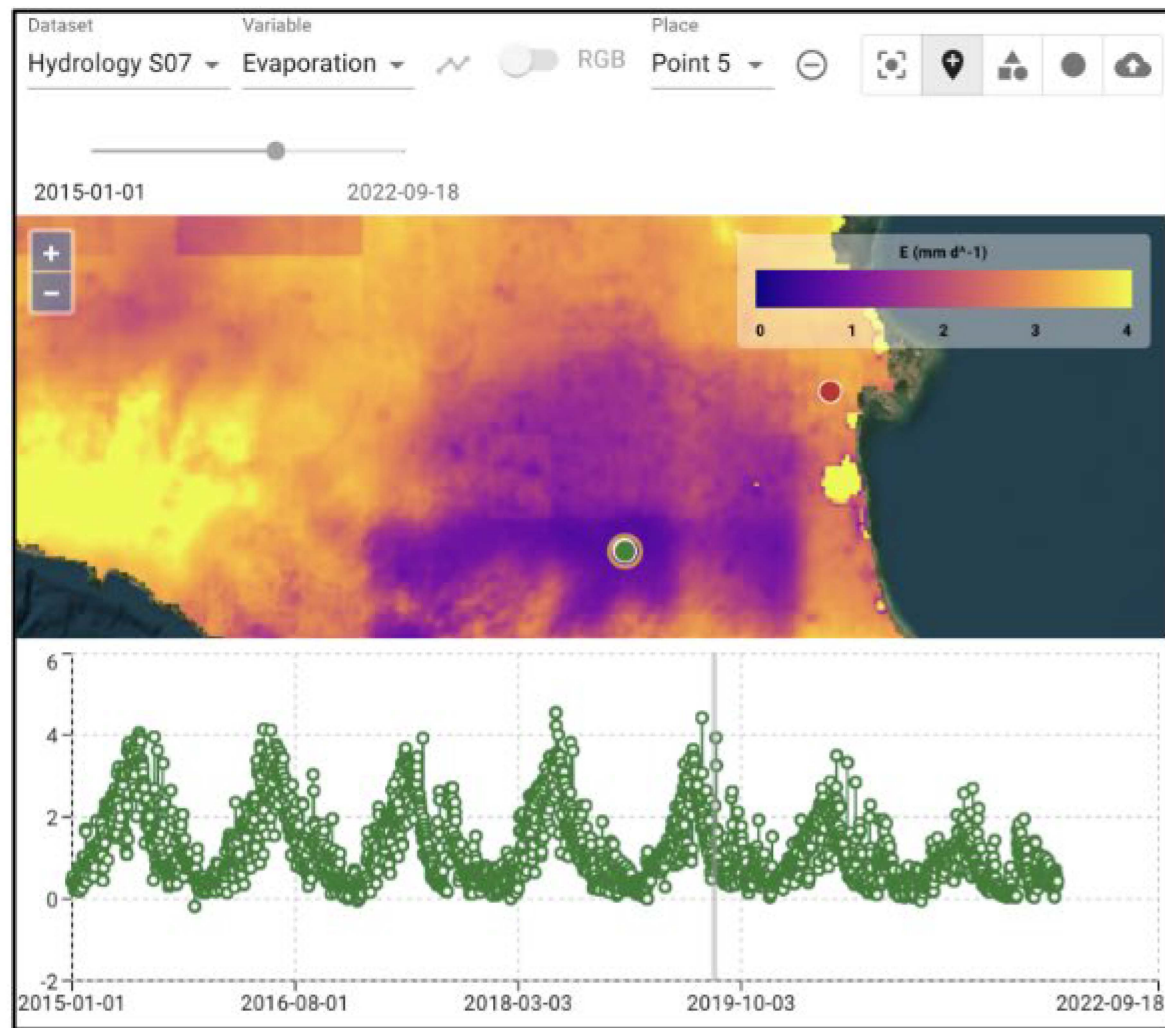 Dataset Variable Place
Hydrology S07 Evaporation RGB Point 5
2015-01-01 2022-09-18
+
−
E (mm d^-1)
0 1 2 3 4
6
4
2
0
-2
2015-01-01 2016-08-01 2018-03-03 2019-10-03 2022-09-18